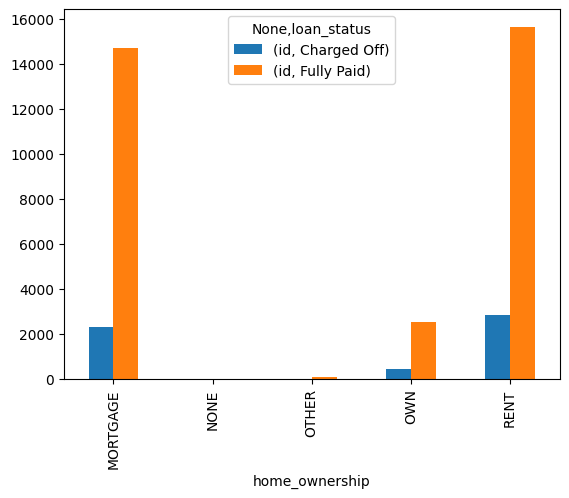 None,loan_status
(id, Charged Off)
(id, Fully Paid)
16000
14000
12000
10000
8000
6000
4000
2000
0
MORTGAGE
NONE
OTHER
OWN
RENT
home_ownership